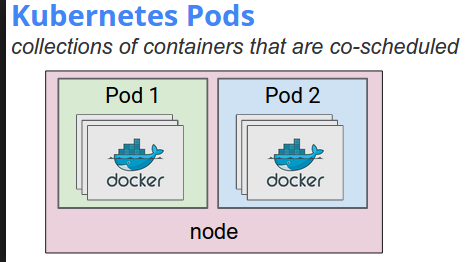 Kubernetes Pods
collections of containers that are co-scheduled
Pod 1
Pod 2
docker
docker
node